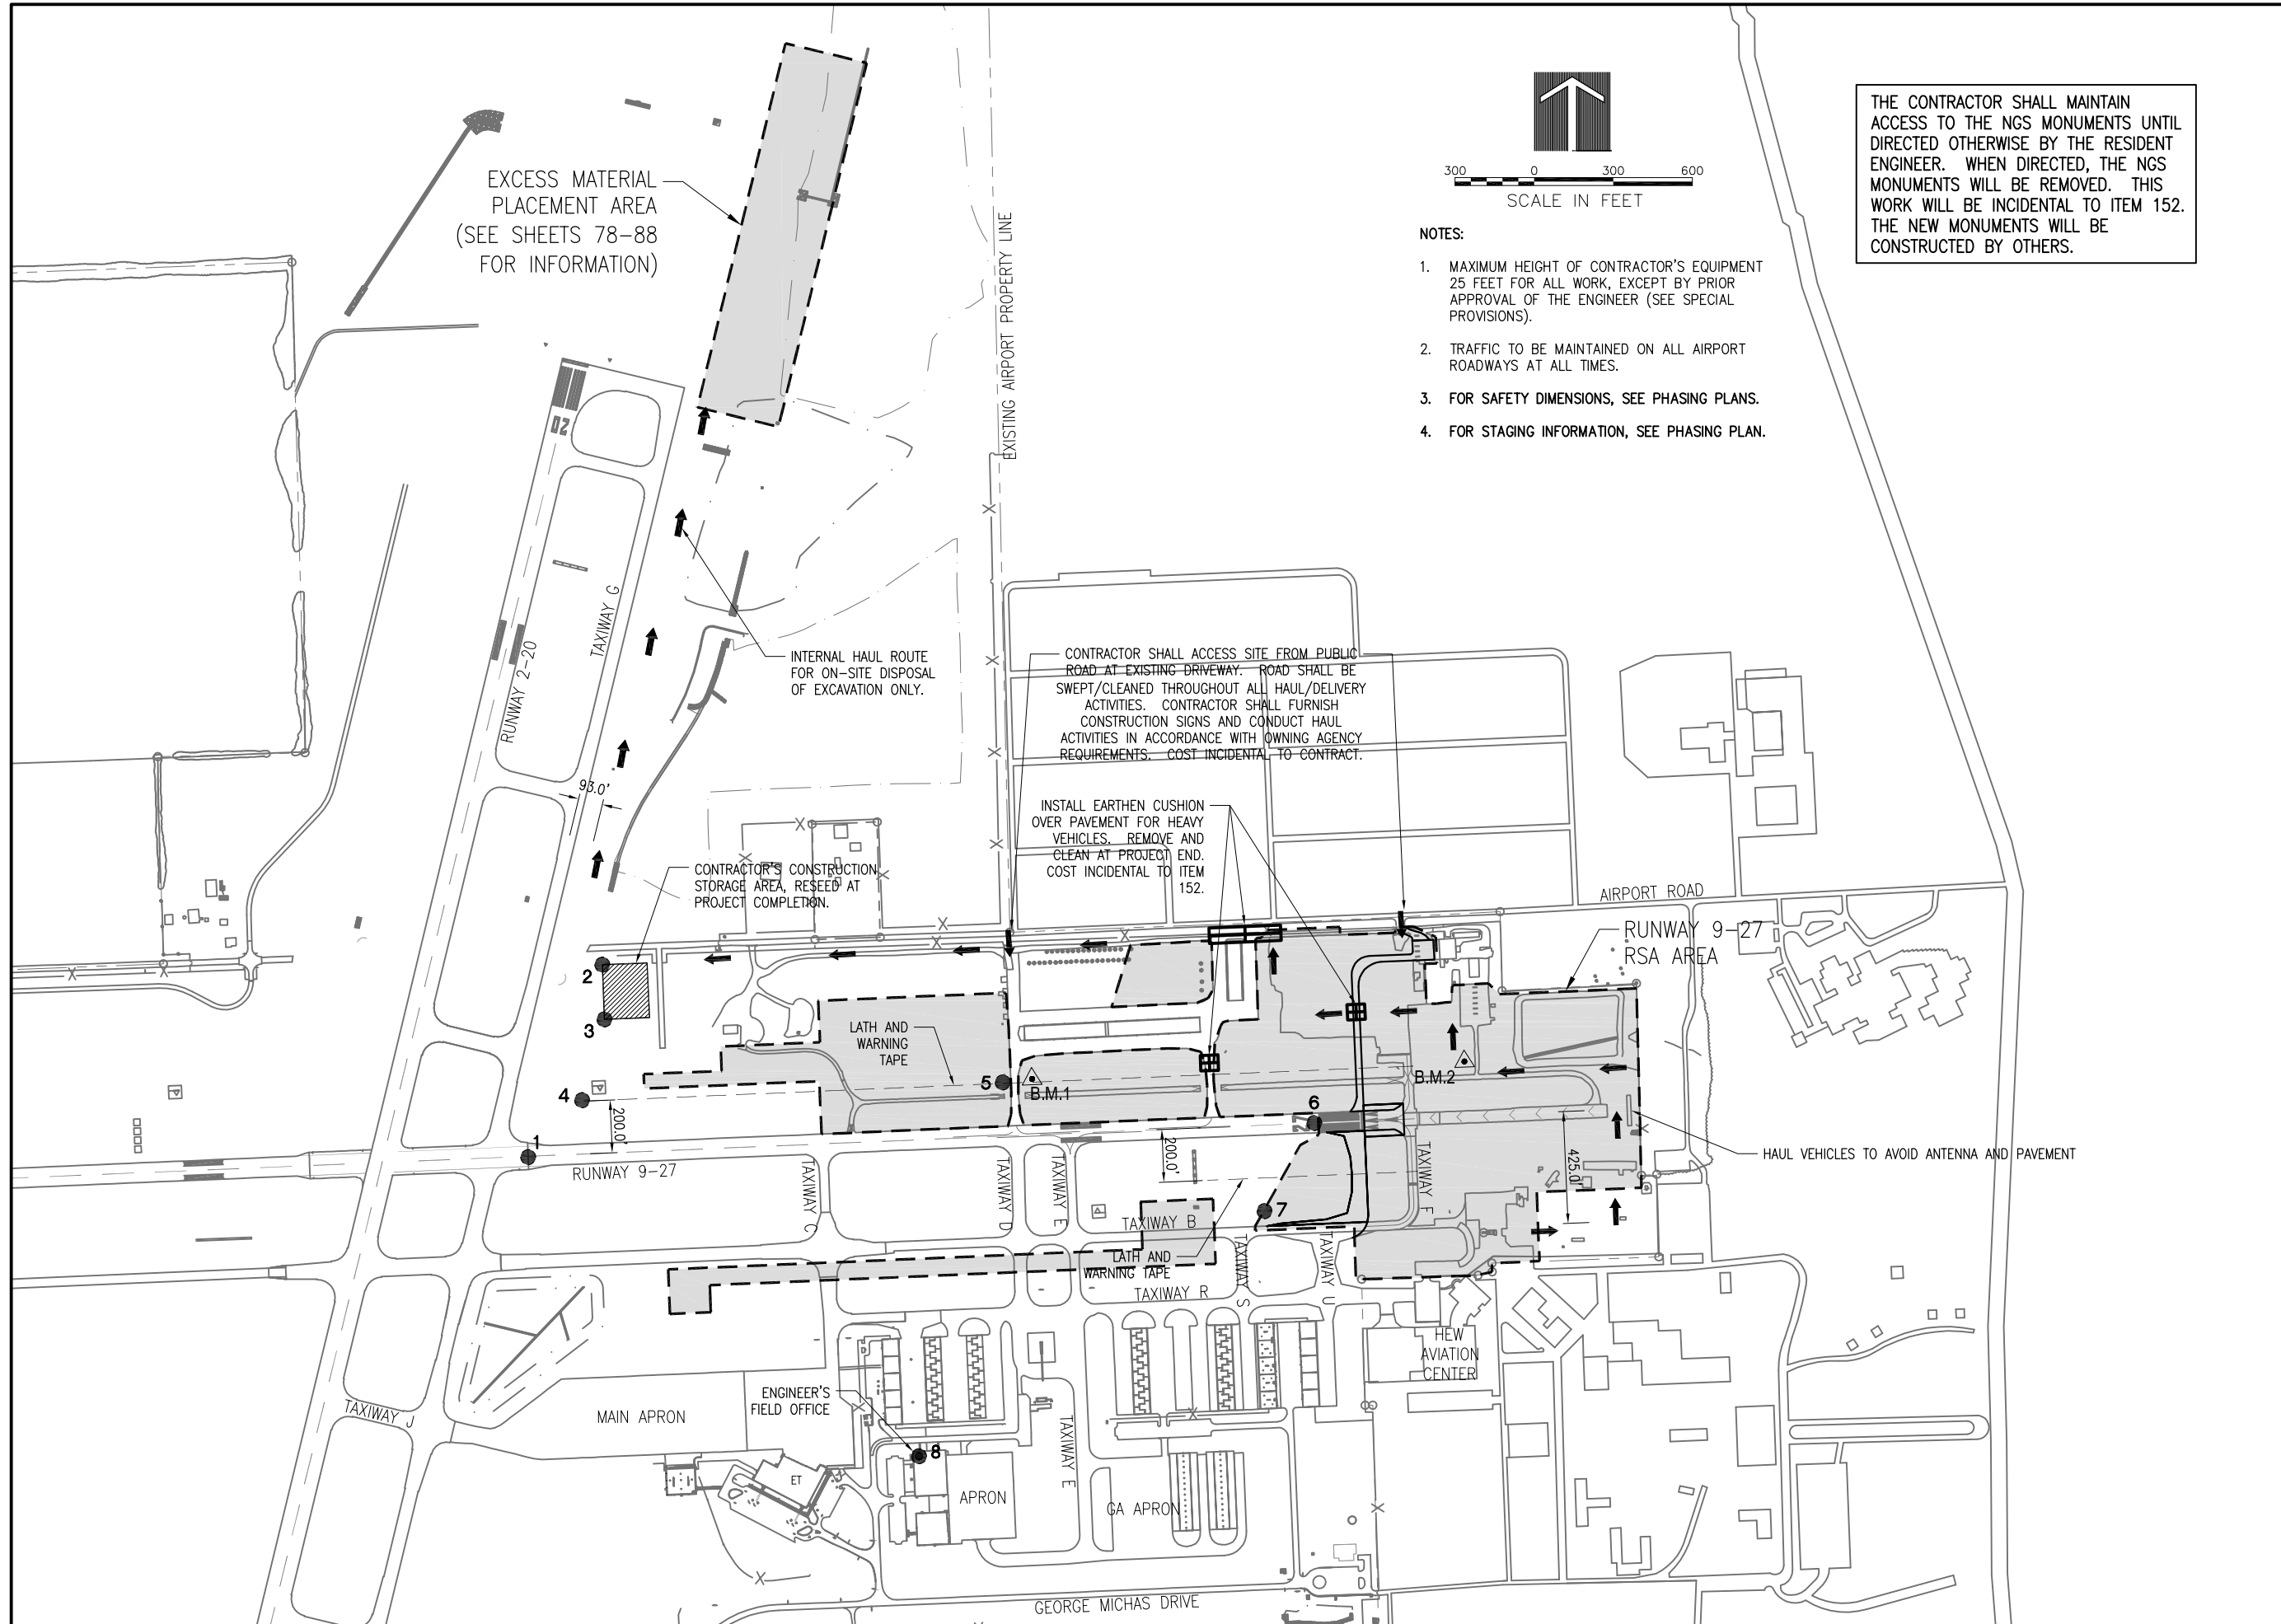 EXCESS MATERIAL
PLACEMENT AREA
(SEE SHEETS 78-88
FOR INFORMATION)
300 0 300 600
SCALE IN FEET
THE CONTRACTOR SHALL MAINTAIN
ACCESS TO THE NGS MONUMENTS UNTIL
DIRECTED OTHERWISE BY THE RESIDENT
ENGINEER. WHEN DIRECTED, THE NGS
MONUMENTS WILL BE REMOVED. THIS
WORK WILL BE INCIDENTAL TO ITEM 152.
THE NEW MONUMENTS WILL BE
CONSTRUCTED BY OTHERS.
NOTES:
1. MAXIMUM HEIGHT OF CONTRACTOR'S EQUIPMENT
25 FEET FOR ALL WORK, EXCEPT BY PRIOR
APPROVAL OF THE ENGINEER (SEE SPECIAL
PROVISIONS).
2. TRAFFIC TO BE MAINTAINED ON ALL AIRPORT
ROADWAYS AT ALL TIMES.
3. FOR SAFETY DIMENSIONS, SEE PHASING PLANS.
4. FOR STAGING INFORMATION, SEE PHASING PLAN.
EXISTING AIRPORT PROPERTY LINE
20
TAXIWAY G
RUNWAY 2-20
INTERNAL HAUL ROUTE
FOR ON-SITE DISPOSAL
OF EXCAVATION ONLY.
CONTRACTOR SHALL ACCESS SITE FROM PUBLIC
ROAD AT EXISTING DRIVEWAY. ROAD SHALL BE
SWEPT/CLEANED THROUGHOUT ALL HAUL/DELIVERY
ACTIVITIES. CONTRACTOR SHALL FURNISH
CONSTRUCTION SIGNS AND CONDUCT HAUL
ACTIVITIES IN ACCORDANCE WITH OWNING AGENCY
REQUIREMENTS. COST INCIDENTAL TO CONTRACT.
93.0'
INSTALL EARTHEN CUSHION
OVER PAVEMENT FOR HEAVY
VEHICLES. REMOVE AND
CLEAN AT PROJECT END.
COST INCIDENTAL TO ITEM
152.
CONTRACTOR'S CONSTRUCTION
STORAGE AREA, RESEED AT
PROJECT COMPLETION.
AIRPORT ROAD
RUNWAY 9-27
RSA AREA
2
3
LATH AND
WARNING
TAPE
4
5
B.M.1
B.M.2
200.0'
6
27
1
RUNWAY 9-27
200.0'
425.0'
HAUL VEHICLES TO AVOID ANTENNA AND PAVEMENT
TAXIWAY C
TAXIWAY D
TAXIWAY E
TAXIWAY F
7
TAXIWAY B
LATH AND
WARNING TAPE
TAXIWAY S
TAXIWAY U
TAXIWAY R
HEW
AVIATION
CENTER
ENGINEER'S
FIELD OFFICE
TAXIWAY J
MAIN APRON
8
TAXIWAY E
ET
APRON
GA APRON
GEORGE MICHAS DRIVE